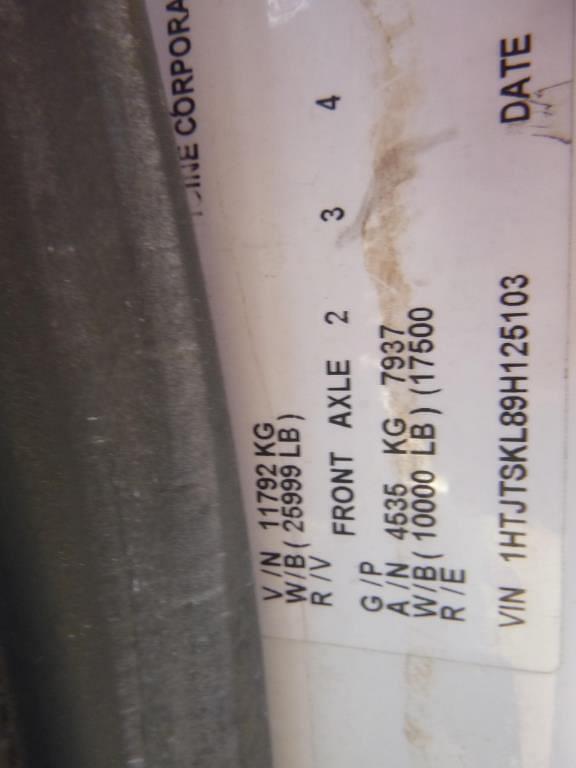 CORPORA
V/N 11792 KG
W/B ( 25999 LB )
R/V
FRONT AXLE 2 3 4
G/P
A/N 4535 KG 7937
W/B ( 10000 LB ) (17500
R/E
VIN 1HTJTSKL89H125103 DATE